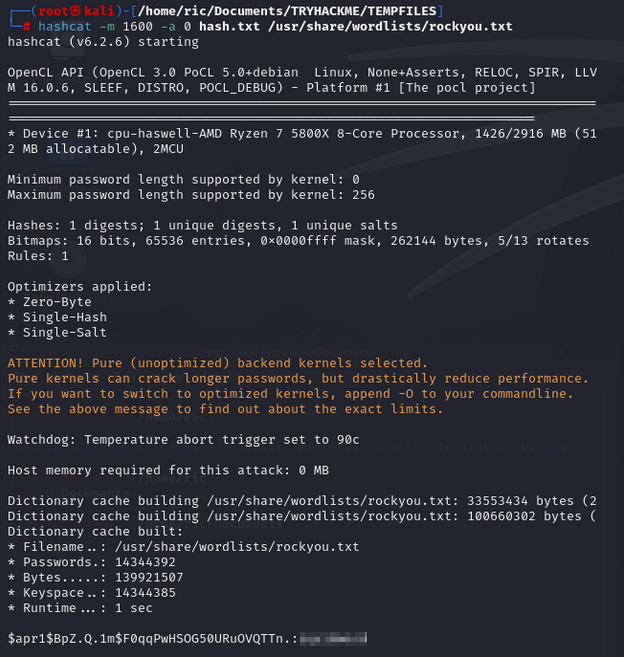 ┌──(root㉿kali)-[/home/ric/Documents/TRYHACKME/TEMPFILES]
└─# hashcat -m 1600 -a 0 hash.txt /usr/share/wordlists/rockyou.txt
hashcat (v6.2.6) starting
OpenCL API (OpenCL 3.0 PoCL 5.0+debian  Linux, None+Asserts, RELOC, SPIR, LLV
M 16.0.6, SLEEF, DISTRO, POCL_DEBUG) - Platform #1 [The pocl project]
* Device #1: cpu-haswell-AMD Ryzen 7 5800X 8-Core Processor, 1426/2916 MB (51
2 MB allocatable), 2MCU
Minimum password length supported by kernel: 0
Maximum password length supported by kernel: 256
Hashes: 1 digests; 1 unique digests, 1 unique salts
Bitmaps: 16 bits, 65536 entries, 0x0000ffff mask, 262144 bytes, 5/13 rotates
Rules: 1
Optimizers applied:
* Zero-Byte
* Single-Hash
* Single-Salt
ATTENTION! Pure (unoptimized) backend kernels selected.
Pure kernels can crack longer passwords, but drastically reduce performance.
If you want to switch to optimized kernels, append -O to your commandline.
See the above message to find out about the exact limits.
Watchdog: Temperature abort trigger set to 90c
Host memory required for this attack: 0 MB
Dictionary cache building /usr/share/wordlists/rockyou.txt: 33553434 bytes (2
Dictionary cache building /usr/share/wordlists/rockyou.txt: 100660302 bytes (
Dictionary cache built:
* Filename..: /usr/share/wordlists/rockyou.txt
* Passwords.: 14344392
* Bytes.....: 139921507
* Keyspace..: 14344385
* Runtime...: 1 sec
$apr1$BpZ.Q.1m$F0qqPwHSOG50URuOVQTTn.: